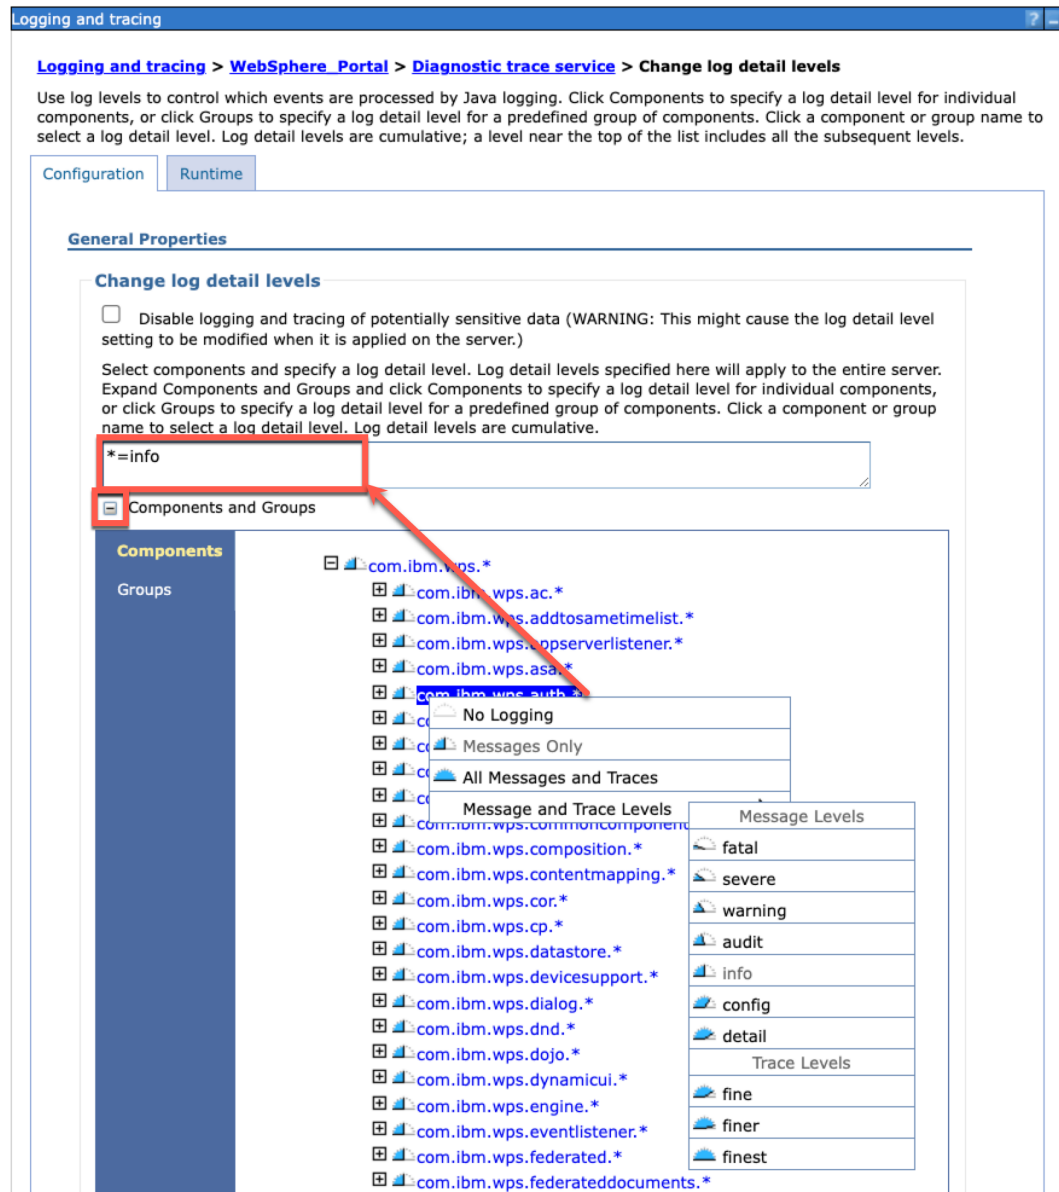 Logging and tracing
Logging and tracing > WebSphere_Portal > Diagnostic trace service > Change log detail levels
Use log levels to control which events are processed by Java logging. Click Components to specify a log detail level for individual
components, or click Groups to specify a log detail level for a predefined group of components. Click a component or group name to
select a log detail level. Log detail levels are cumulative; a level near the top of the list includes all the subsequent levels.
Configuration
Runtime
General Properties
Change log detail levels
Disable logging and tracing of potentially sensitive data (WARNING: This might cause the log detail level
setting to be modified when it is applied on the server.)
Select components and specify a log detail level. Log detail levels specified here will apply to the entire server.
Expand Components and Groups and click Components to specify a log detail level for individual components,
or click Groups to specify a log detail level for a predefined group of components. Click a component or group
name to select a log detail level. Log detail levels are cumulative.
*=info
Components and Groups
Components
Groups
com.ibm.wps.*
com.ibm.wps.ac.*
com.ibm.wps.addtosametimelist.*
com.ibm.wps.appserverlistener.*
com.ibm.wps.asa.*
com.ibm.wps.auth.*
No Logging
Messages Only
All Messages and Traces
Message and Trace Levels
com.ibm.wps.commoncomponent
com.ibm.wps.composition.*
com.ibm.wps.contentmapping.*
com.ibm.wps.cor.*
com.ibm.wps.cp.*
com.ibm.wps.datastore.*
com.ibm.wps.devicesupport.*
com.ibm.wps.dialog.*
com.ibm.wps.dnd.*
com.ibm.wps.dojo.*
com.ibm.wps.dynamicui.*
com.ibm.wps.engine.*
com.ibm.wps.eventlistener.*
com.ibm.wps.federated.*
com.ibm.wps.federateddocuments.*
Message Levels
fatal
severe
warning
audit
info
config
detail
Trace Levels
fine
finer
finest